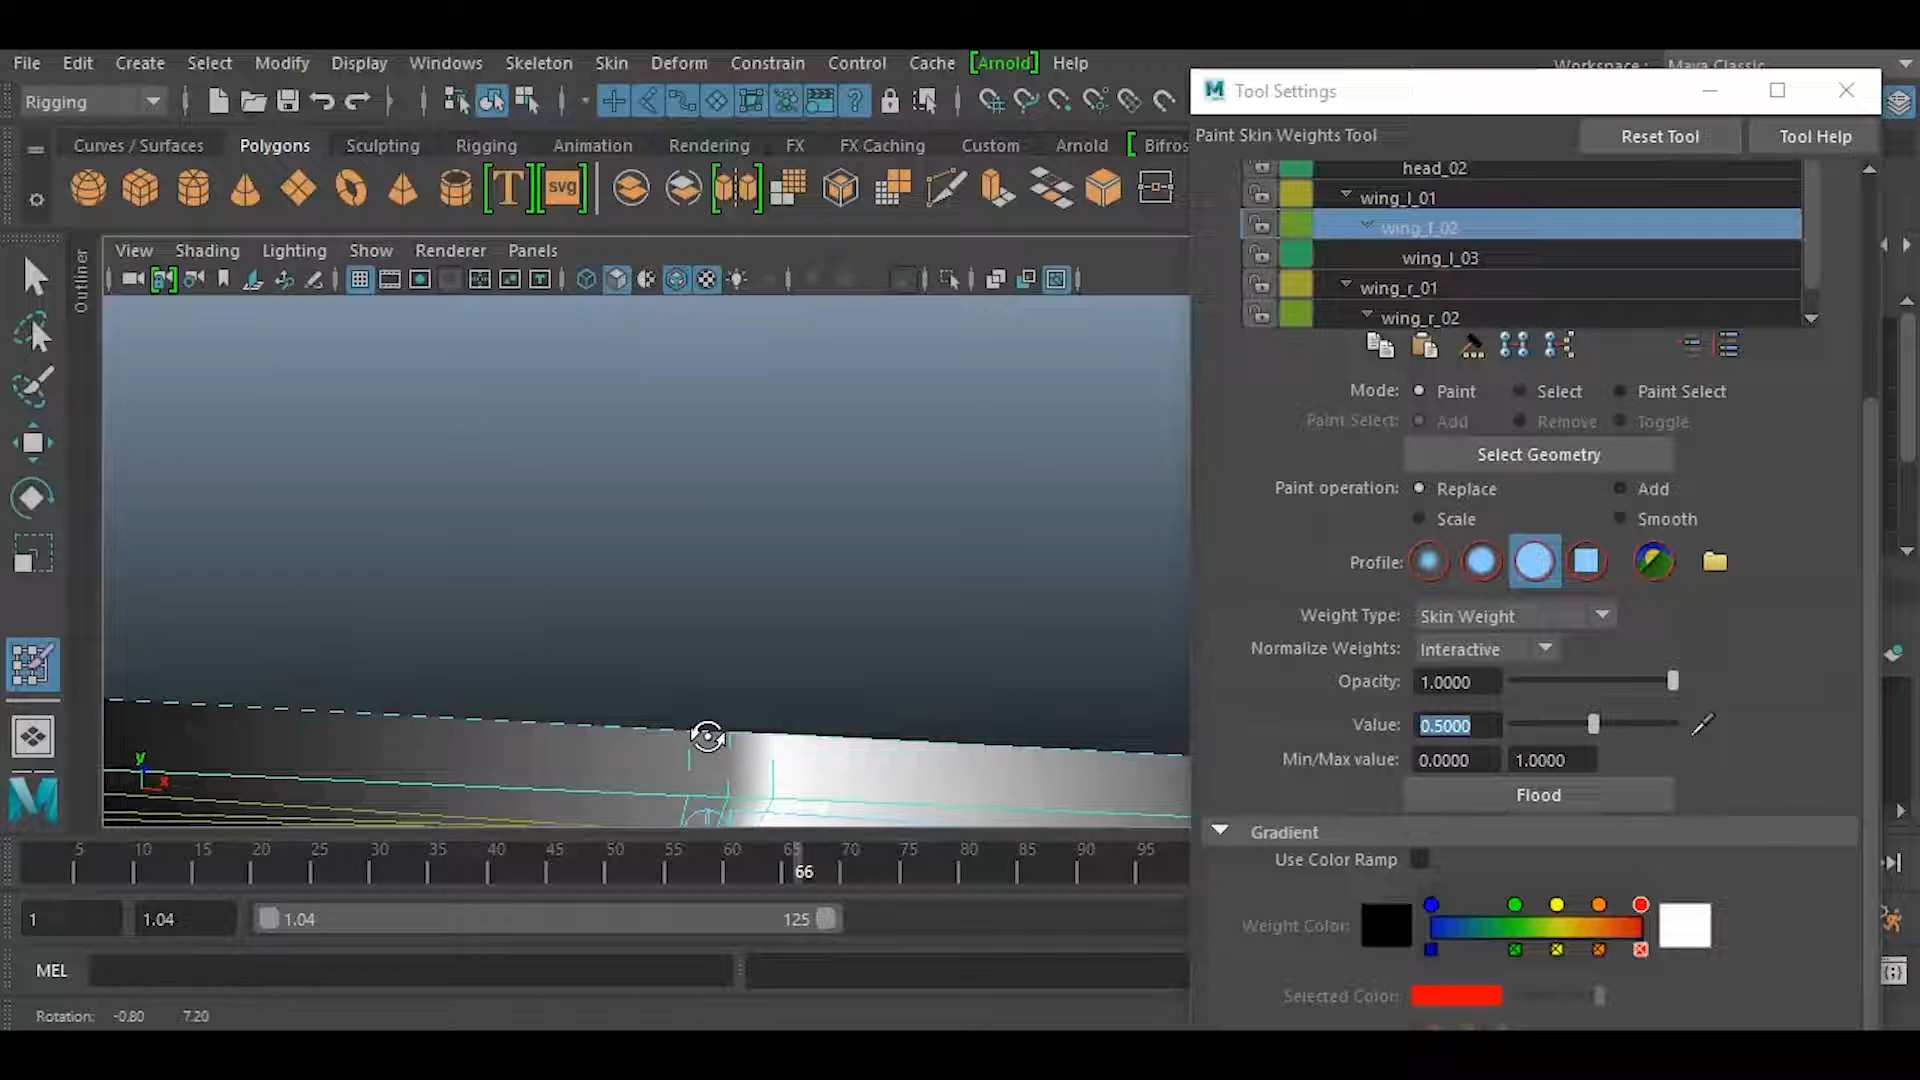 File Edit Create Select Modify Display Windows Skeleton Skin Deform Constrain Control Cache [Arnold] Help
Workspace : Maya Classic
Rigging
Tool Settings
Paint Skin Weights Tool
Reset Tool
Tool Help
Curves / Surfaces Polygons Sculpting Rigging Animation Rendering FX FX Caching Custom Arnold Bifros
T svg
head_02
wing_l_01
wing_l_02
wing_l_03
wing_r_01
wing_r_02
View Shading Lighting Show Renderer Panels
Outliner
Mode: Paint Select Paint Select
Paint Select: Add Remove Toggle
Select Geometry
Paint operation: Replace Add
Scale Smooth
Profile:
Weight Type: Skin Weight
Normalize Weights: Interactive
Opacity: 1.0000
Value: 0.5000
Min/Max value: 0.0000 1.0000
Flood
Gradient
Use Color Ramp
Weight Color:
Selected Color:
y
x
5 10 15 20 25 30 35 40 45 50 55 60 65 70 75 80 85 90 95
66
1 1.04 1.04 125
MEL
Rotation: -0.80 7.20